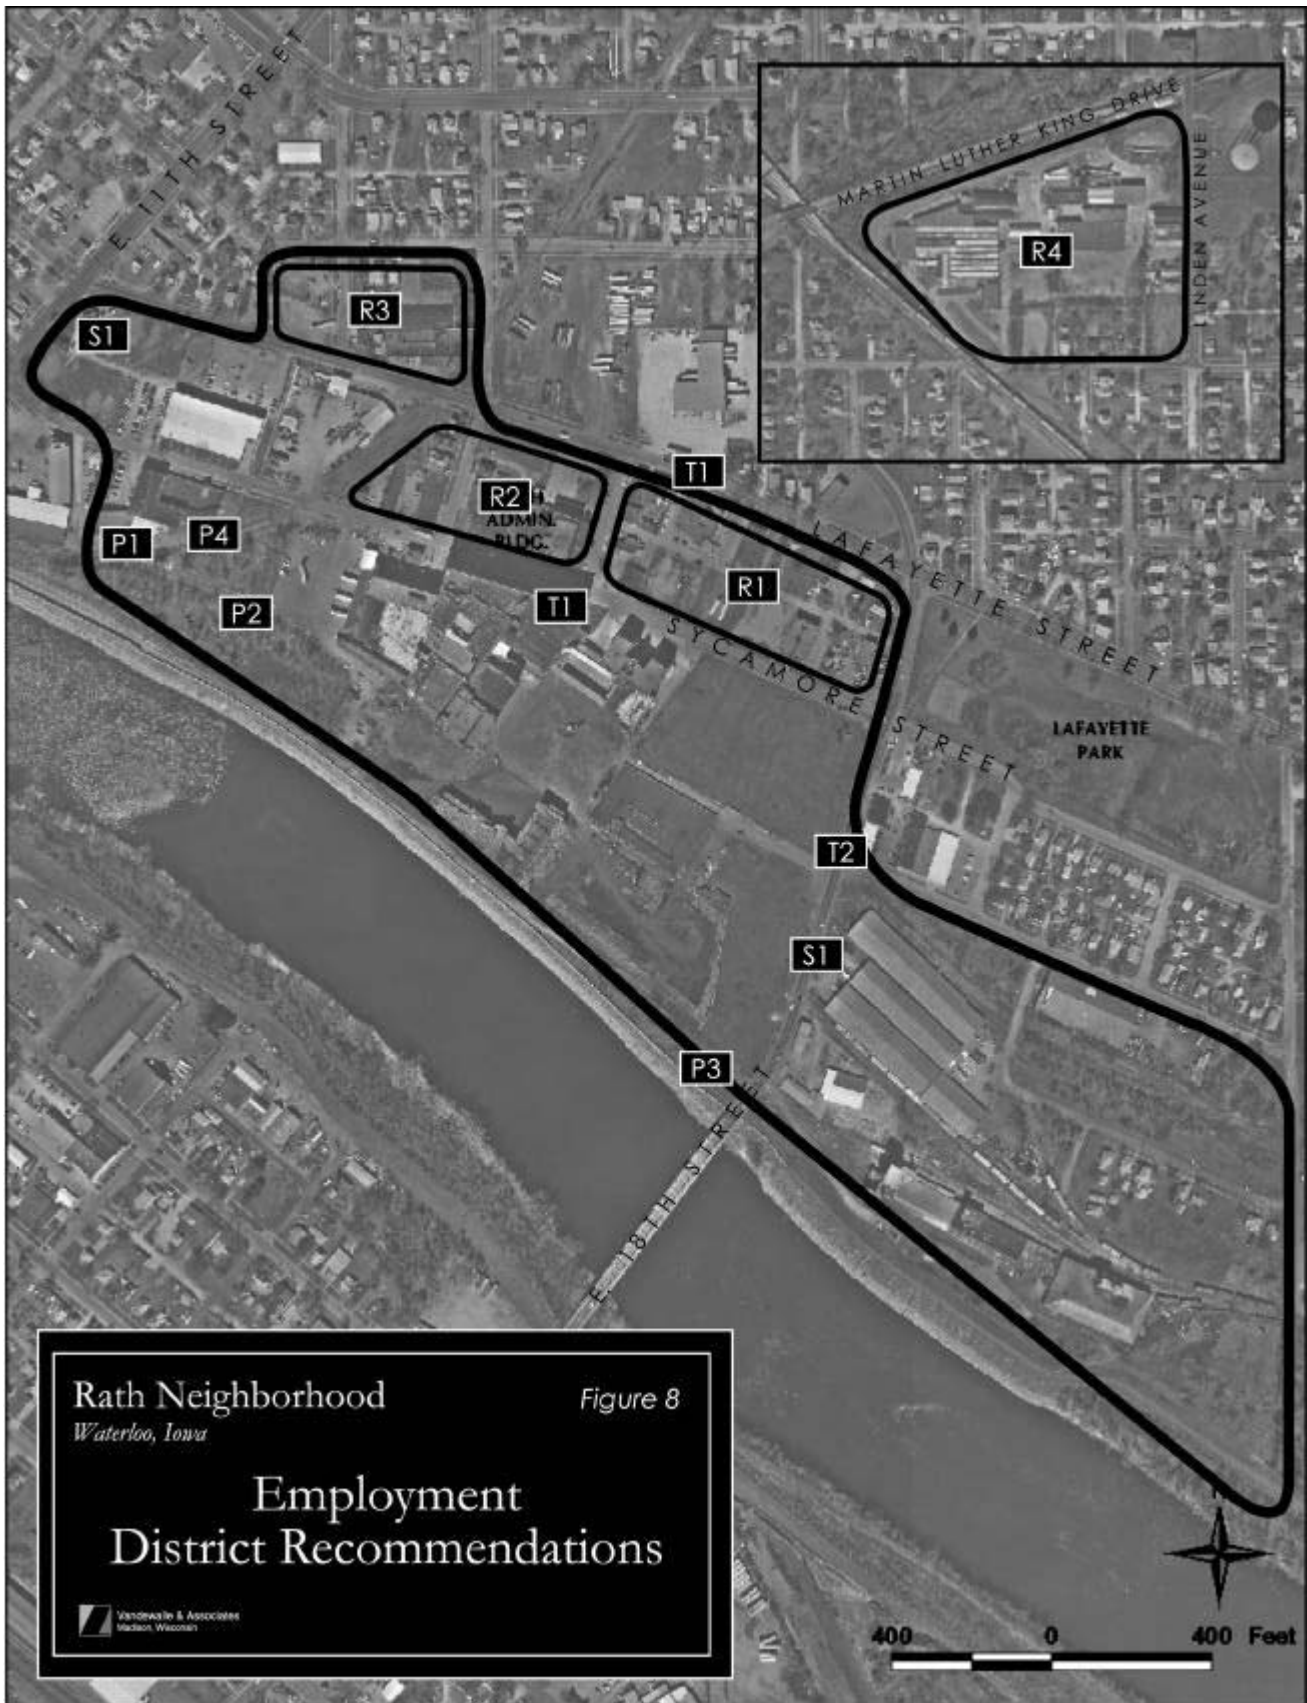 E 11TH STREET
MARTIN LUTHER KING DRIVE
LINDEN AVENUE
R4
R3
S1
T1
R2
ADMIN.
BLDG.
LAFAYETTE STREET
P1
P4
R1
P2
T1
SYCAMORE STREET
LAFAYETTE
PARK
T2
S1
P3
E 18TH STREET
Rath Neighborhood
Figure 8
Waterloo, Iowa
Employment
District Recommendations
Vandewalle & Associates
Madison, Wisconsin
400 0 400 Feet